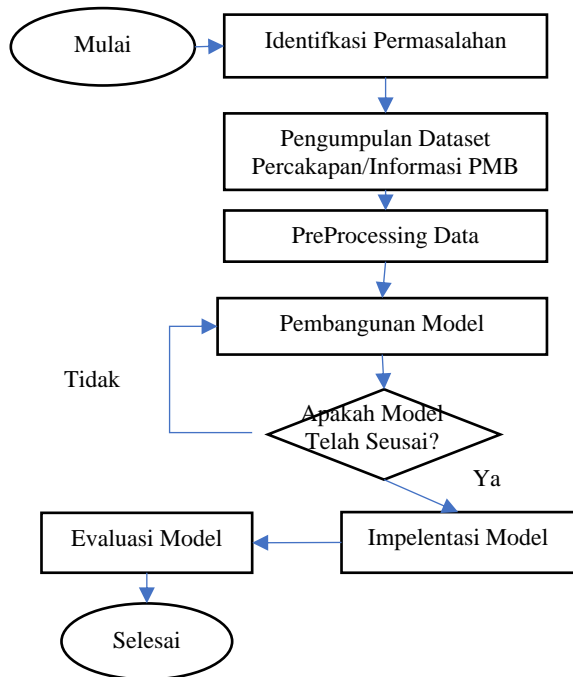 Mulai
Identifkasi Permasalahan
Pengumpulan Dataset
Percakapan/Informasi PMB
PreProcessing Data
Pembangunan Model
Tidak
Apakah Model
Telah Seusai?
Ya
Impelentasi Model
Evaluasi Model
Selesai